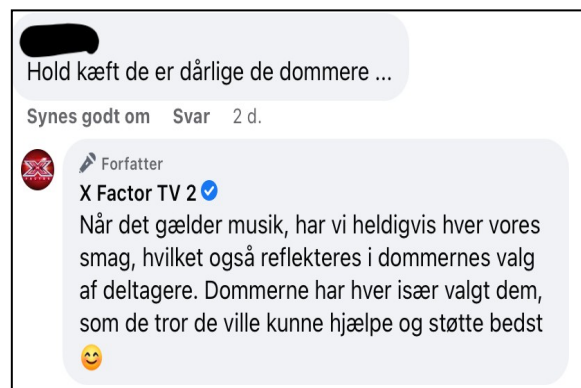 Hold kæft de er dårlige de dommere ...
Synes godt om Svar 2 d.
Forfatter
X Factor TV 2
Når det gælder musik, har vi heldigvis hver vores
smag, hvilket også reflekteres i dommernes valg
af deltagere. Dommerne har hver især valgt dem,
som de tror de ville kunne hjælpe og støtte bedst
😊